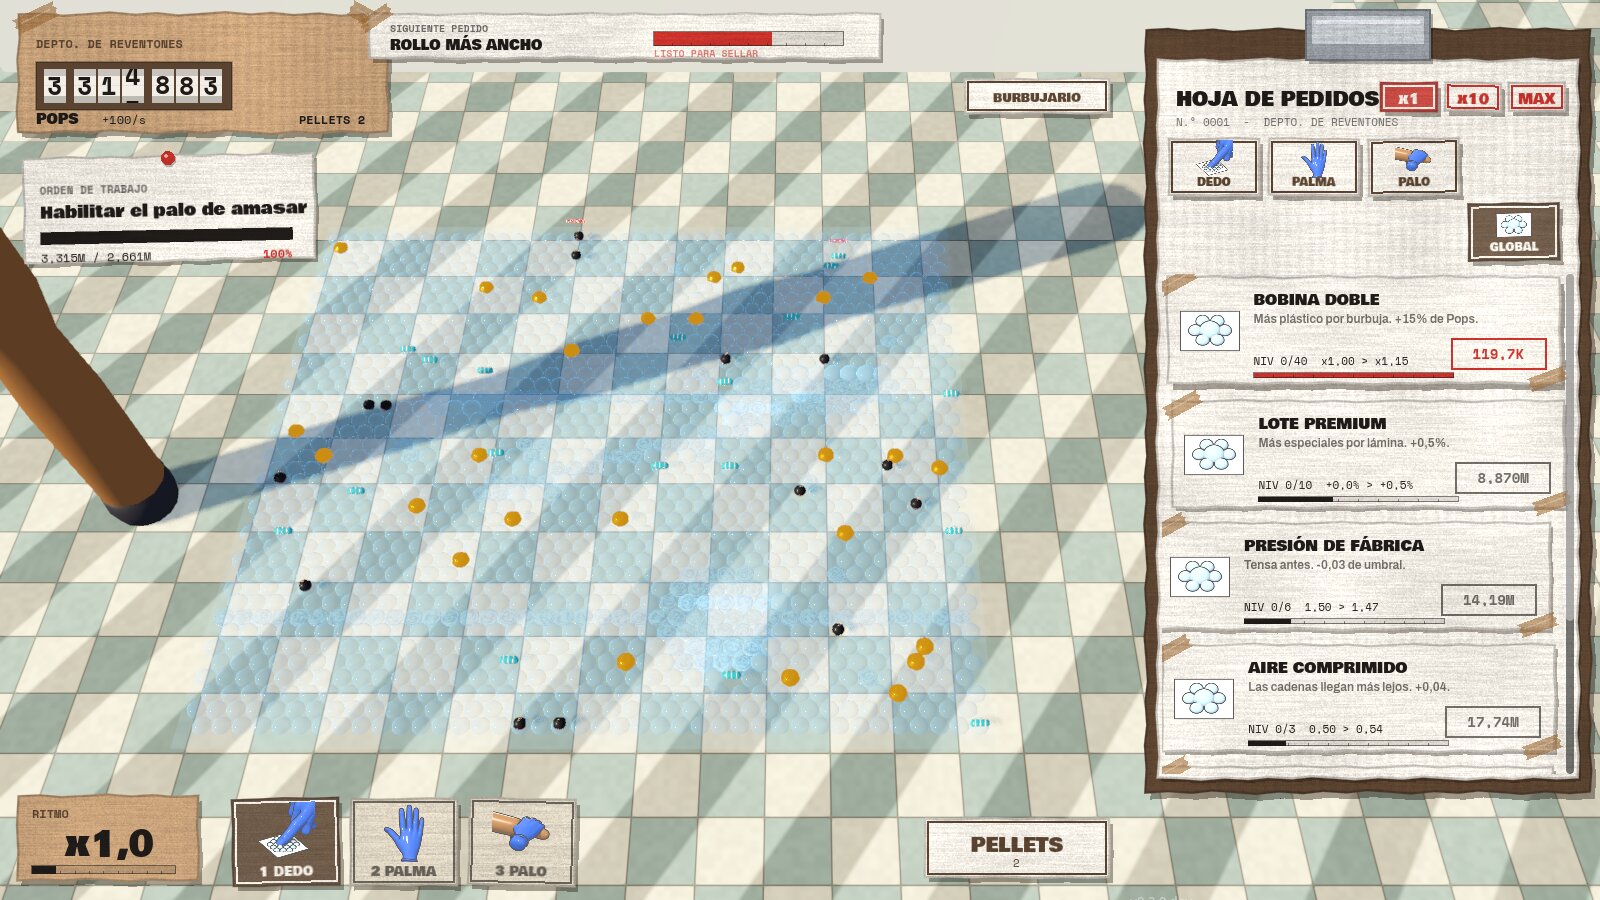 DEPTO. DE REVENTONES
3 314 883
POPS +100/s PELLETS 2
SIGUIENTE PEDIDO
ROLLO MÁS ANCHO
LISTO PARA SELLAR
ORDEN DE TRABAJO
Habilitar el palo de amasar
3,315M / 2,661M 100%
BURBUJARIO
HOJA DE PEDIDOS x1 x10 MAX
N.° 0001 - DEPTO. DE REVENTONES
DEDO PALMA PALO
GLOBAL
BOBINA DOBLE
Más plástico por burbuja. +15% de Pops.
NIV 0/40 x1,00 > x1,15
119,7K
LOTE PREMIUM
Más especiales por lámina. +0,5%.
NIV 0/10 +0,0% > +0,5%
8,870M
PRESIÓN DE FÁBRICA
Tensa antes. -0,03 de umbral.
NIV 0/6 1,50 > 1,47
14,19M
AIRE COMPRIMIDO
Las cadenas llegan más lejos. +0,04.
NIV 0/3 0,50 > 0,54
17,74M
RITMO
x1,0
1 DEDO
2 PALMA
3 PALO
PELLETS
2